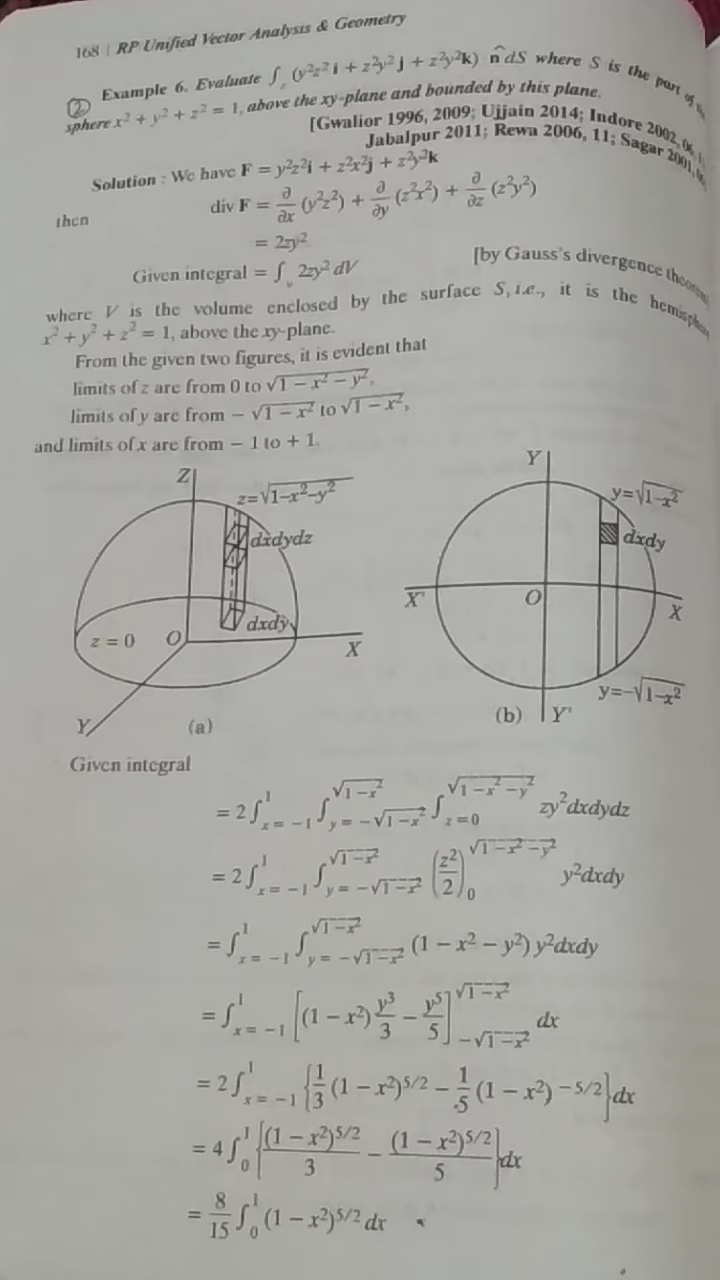 168 | RP Unified Vector Analysis & Geometry
② Example 6. Evaluate ∫ₛ (y²z² i + z²y² j + z²y²k) n̂ dS where S is the part of
sphere x² + y² + z² = 1, above the xy-plane and bounded by this plane.
[Gwalior 1996, 2009; Ujjain 2014; Indore 2002, 06,
Jabalpur 2011; Rewa 2006, 11; Sagar 2001,
Solution : We have F = y²z²i + z²x²j + z²y²k
then div F = ∂/∂x (y²z²) + ∂/∂y (z²x²) + ∂/∂z (z²y²)
= 2zy²
Given integral = ∫ᵥ 2zy² dV [by Gauss's divergence theorem]
where V is the volume enclosed by the surface S, i.e., it is the hemisphere
x² + y² + z² = 1, above the xy-plane.
From the given two figures, it is evident that
limits of z are from 0 to √(1 − x² − y²),
limits of y are from − √(1 − x²) to √(1 − x²),
and limits of x are from − 1 to + 1.
Z
z=√(1−x²−y²)
dxdydz
dxdy
z = 0
O
X
Y
(a)
Y
y=√(1−x²)
dxdy
X'
O
X
y=−√(1−x²)
(b)
Y'
Given integral
= 2 ∫_{x = −1}^{1} ∫_{y = −√(1−x²)}^{√(1−x²)} ∫_{z=0}^{√(1−x²−y²)} zy²dxdydz
= 2 ∫_{x = −1}^{1} ∫_{y = −√(1−x²)}^{√(1−x²)} (z²/2)_{0}^{√(1−x²−y²)} y²dxdy
= ∫_{x = −1}^{1} ∫_{y = −√(1−x²)}^{√(1−x²)} (1 − x² − y²) y²dxdy
= ∫_{x = −1}^{1} [(1 − x²) y³/3 − y⁵/5]_{−√(1−x²)}^{√(1−x²)} dx
= 2 ∫_{x = −1}^{1} {1/3 (1 − x²)^{5/2} − 1/5 (1 − x²)^{−5/2}} dx
= 4 ∫_{0}^{1} {(1 − x²)^{5/2}/3 − (1 − x²)^{5/2}/5} dx
= 8/15 ∫_{0}^{1} (1 − x²)^{5/2} dx